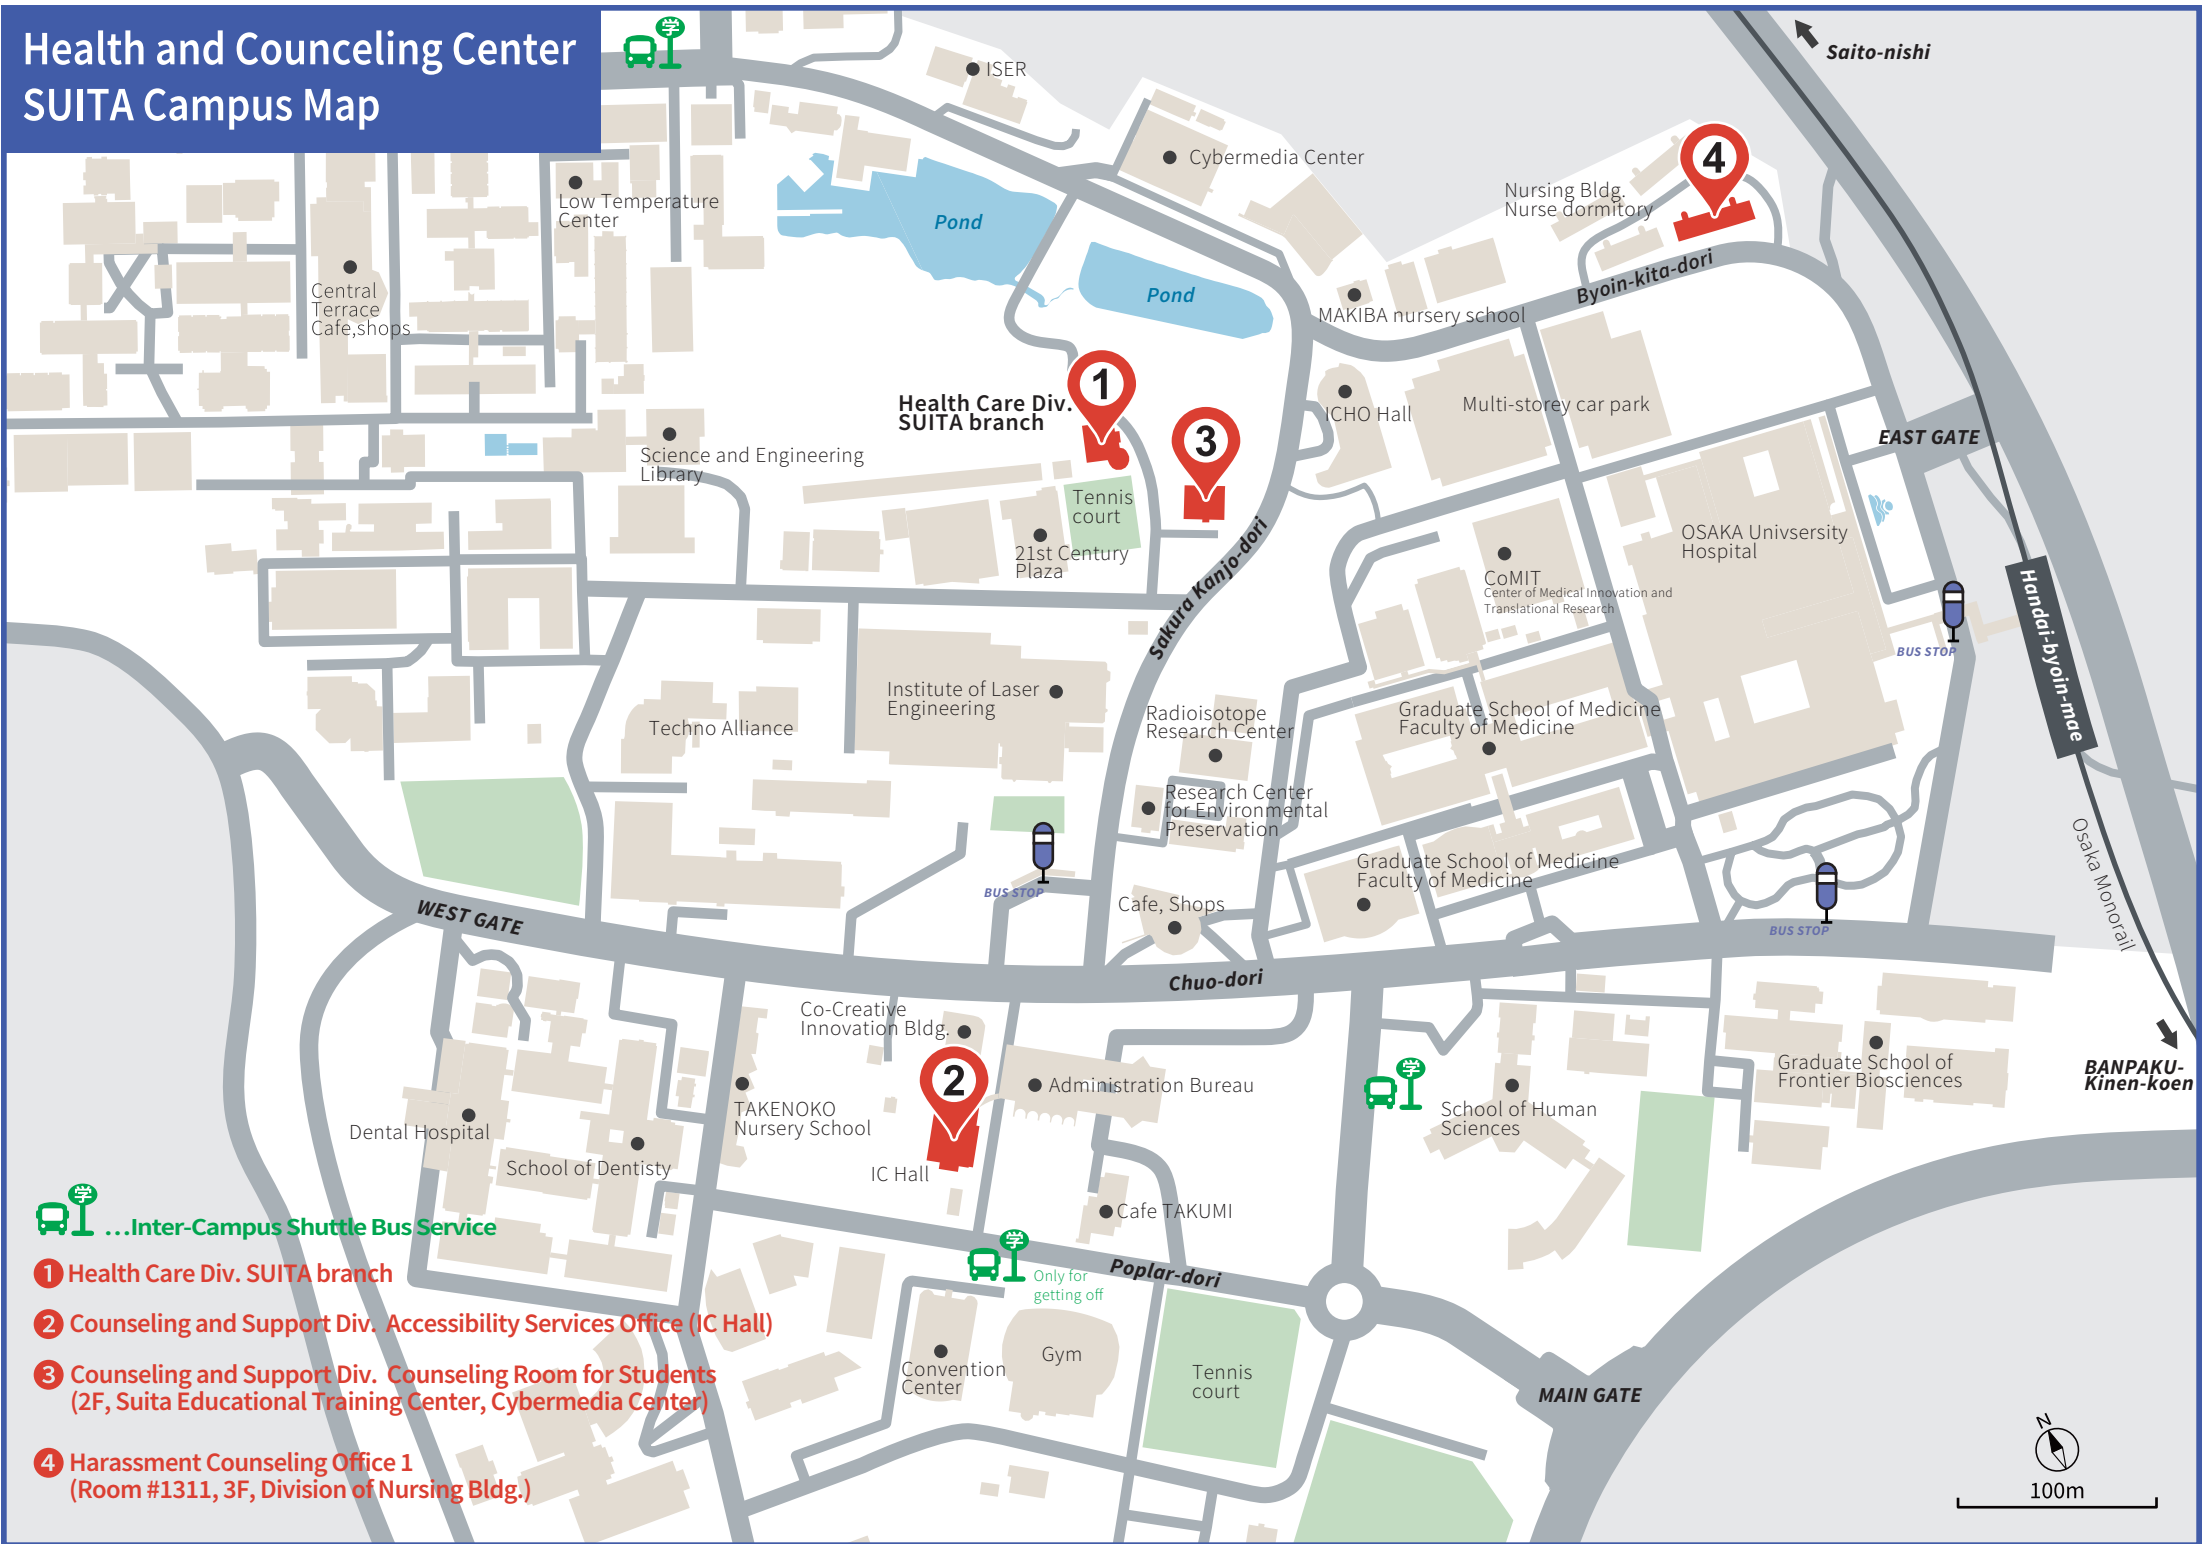 Health and Counceling Center
SUITA Campus Map
学
ISER
Saito-nishi
Cybermedia Center
4
Low Temperature
Center
Nursing Bldg.
Nurse dormitory
Pond
Pond
Byoin-kita-dori
Central
Terrace
Cafe,shops
MAKIBA nursery school
1
Health Care Div.
SUITA branch
3
ICHO Hall
Multi-storey car park
EAST GATE
Science and Engineering
Library
Tennis
court
21st Century
Plaza
Sakura Kanjo-dori
OSAKA Univsersity
Hospital
CoMIT
Center of Medical Innovation and
Translational Research
Handai-byoin-mae
BUS STOP
Institute of Laser
Engineering
Techno Alliance
Radioisotope
Research Center
Graduate School of Medicine
Faculty of Medicine
Research Center
for Environmental
Preservation
Osaka Monorail
Graduate School of Medicine
Faculty of Medicine
BUS STOP
Cafe, Shops
WEST GATE
BUS STOP
Chuo-dori
Co-Creative
Innovation Bldg.
2
Administration Bureau
学
Graduate School of
Frontier Biosciences
BANPAKU-
Kinen-koen
TAKENOKO
Nursery School
School of Human
Sciences
Dental Hospital
School of Dentisty
IC Hall
Cafe TAKUMI
学
Only for
getting off
Poplar-dori
Convention
Center
Gym
Tennis
court
MAIN GATE
学
...Inter-Campus Shuttle Bus Service
1 Health Care Div. SUITA branch
2 Counseling and Support Div. Accessibility Services Office (IC Hall)
3 Counseling and Support Div. Counseling Room for Students
(2F, Suita Educational Training Center, Cybermedia Center)
4 Harassment Counseling Office 1
(Room #1311, 3F, Division of Nursing Bldg.)
N
100m